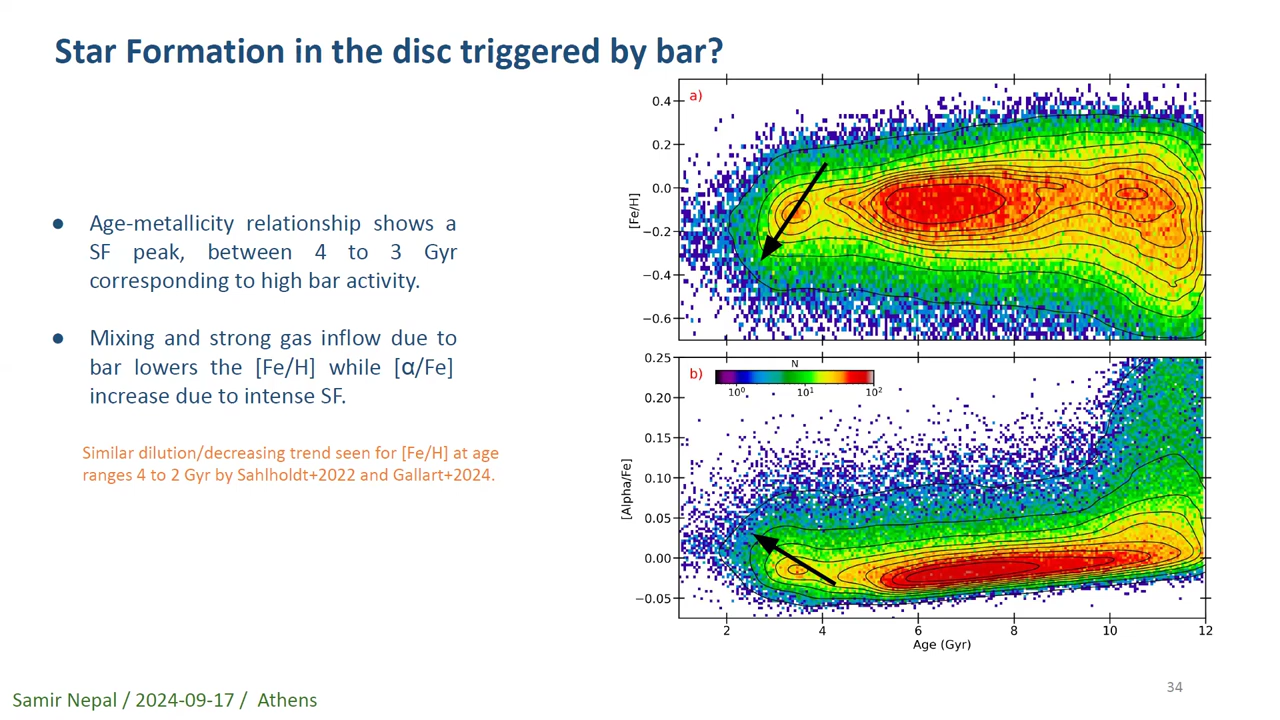 Star Formation in the disc triggered by bar?
● Age-metallicity relationship shows a
SF peak, between 4 to 3 Gyr
corresponding to high bar activity.
● Mixing and strong gas inflow due to
bar lowers the [Fe/H] while [α/Fe]
increase due to intense SF.
Similar dilution/decreasing trend seen for [Fe/H] at age
ranges 4 to 2 Gyr by Sahlholdt+2022 and Gallart+2024.
a)
0.4
0.2
0.0
−0.2
−0.4
−0.6
[Fe/H]
b)
N
10⁰ 10¹ 10²
0.25
0.20
0.15
0.10
0.05
0.00
−0.05
[Alpha/Fe]
2 4 6 8 10 12
Age (Gyr)
Samir Nepal / 2024-09-17 / Athens
34